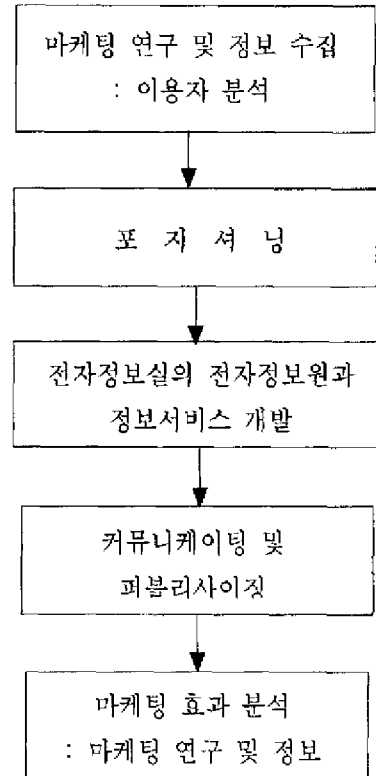 마케팅 연구 및 정보 수집
: 이용자 분석
포 지 셔 닝
전자정보실의 전자정보원과
정보서비스 개발
커뮤니케이팅 및
퍼블리사이징
마케팅 효과 분석
: 마케팅 연구 및 정보